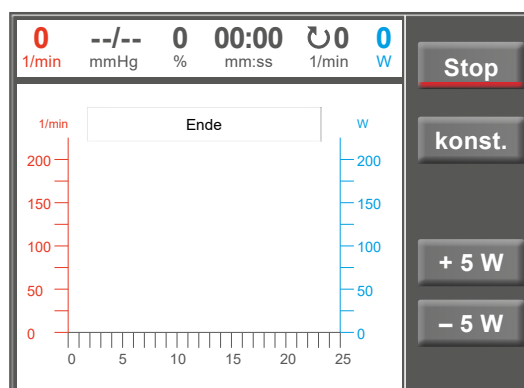 0 --/-- 0 00:00 ↻0 0
1/min mmHg % mm:ss 1/min W
Stop
1/min Ende W
konst.
200 200
150 150
100 100
+ 5 W
50 50
– 5 W
0 0
0 5 10 15 20 25